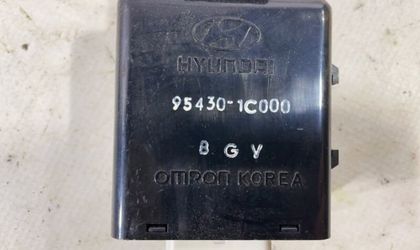 HYUNDAI
95430-1C000
8 G Y
OMRON KOREA